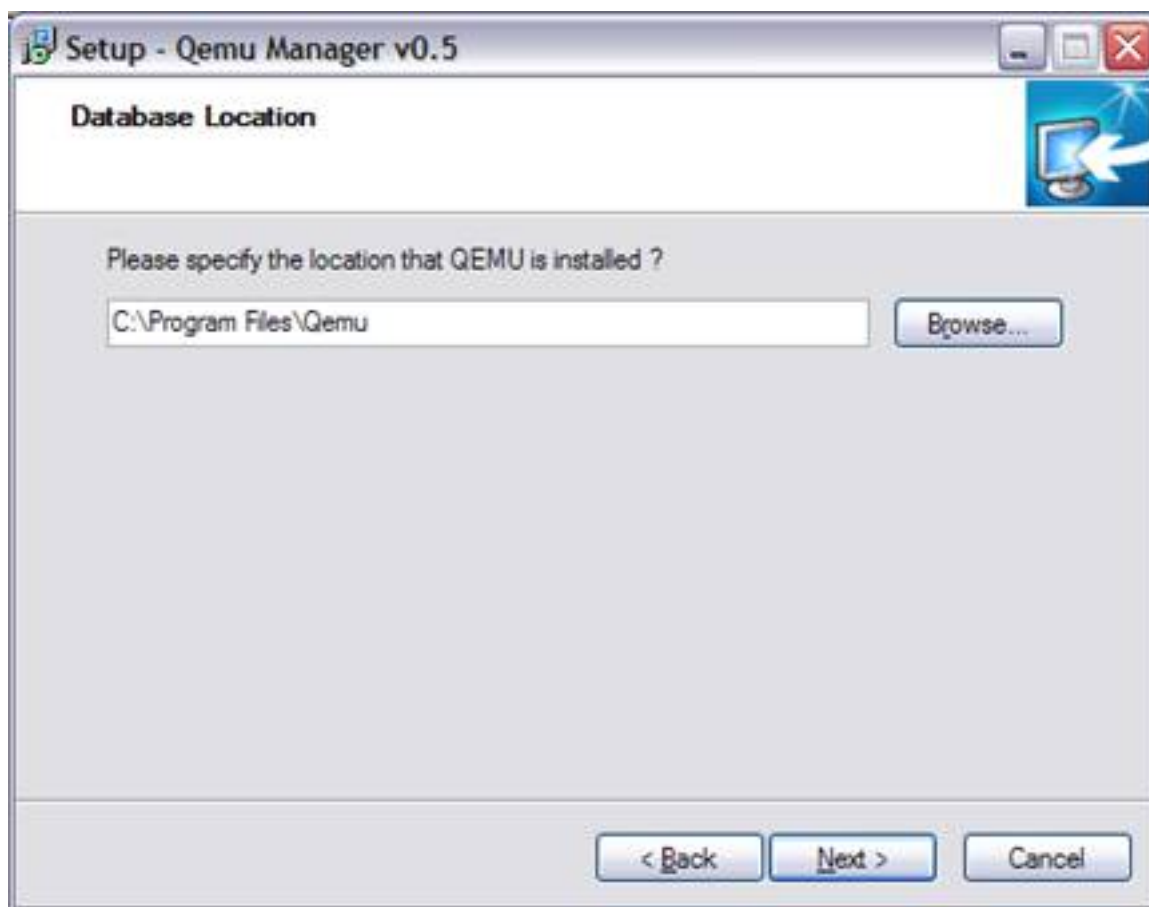 Setup - Qemu Manager v0.5
Database Location
Please specify the location that QEMU is installed ?
C:\Program Files\Qemu
Browse...
< Back
Next >
Cancel